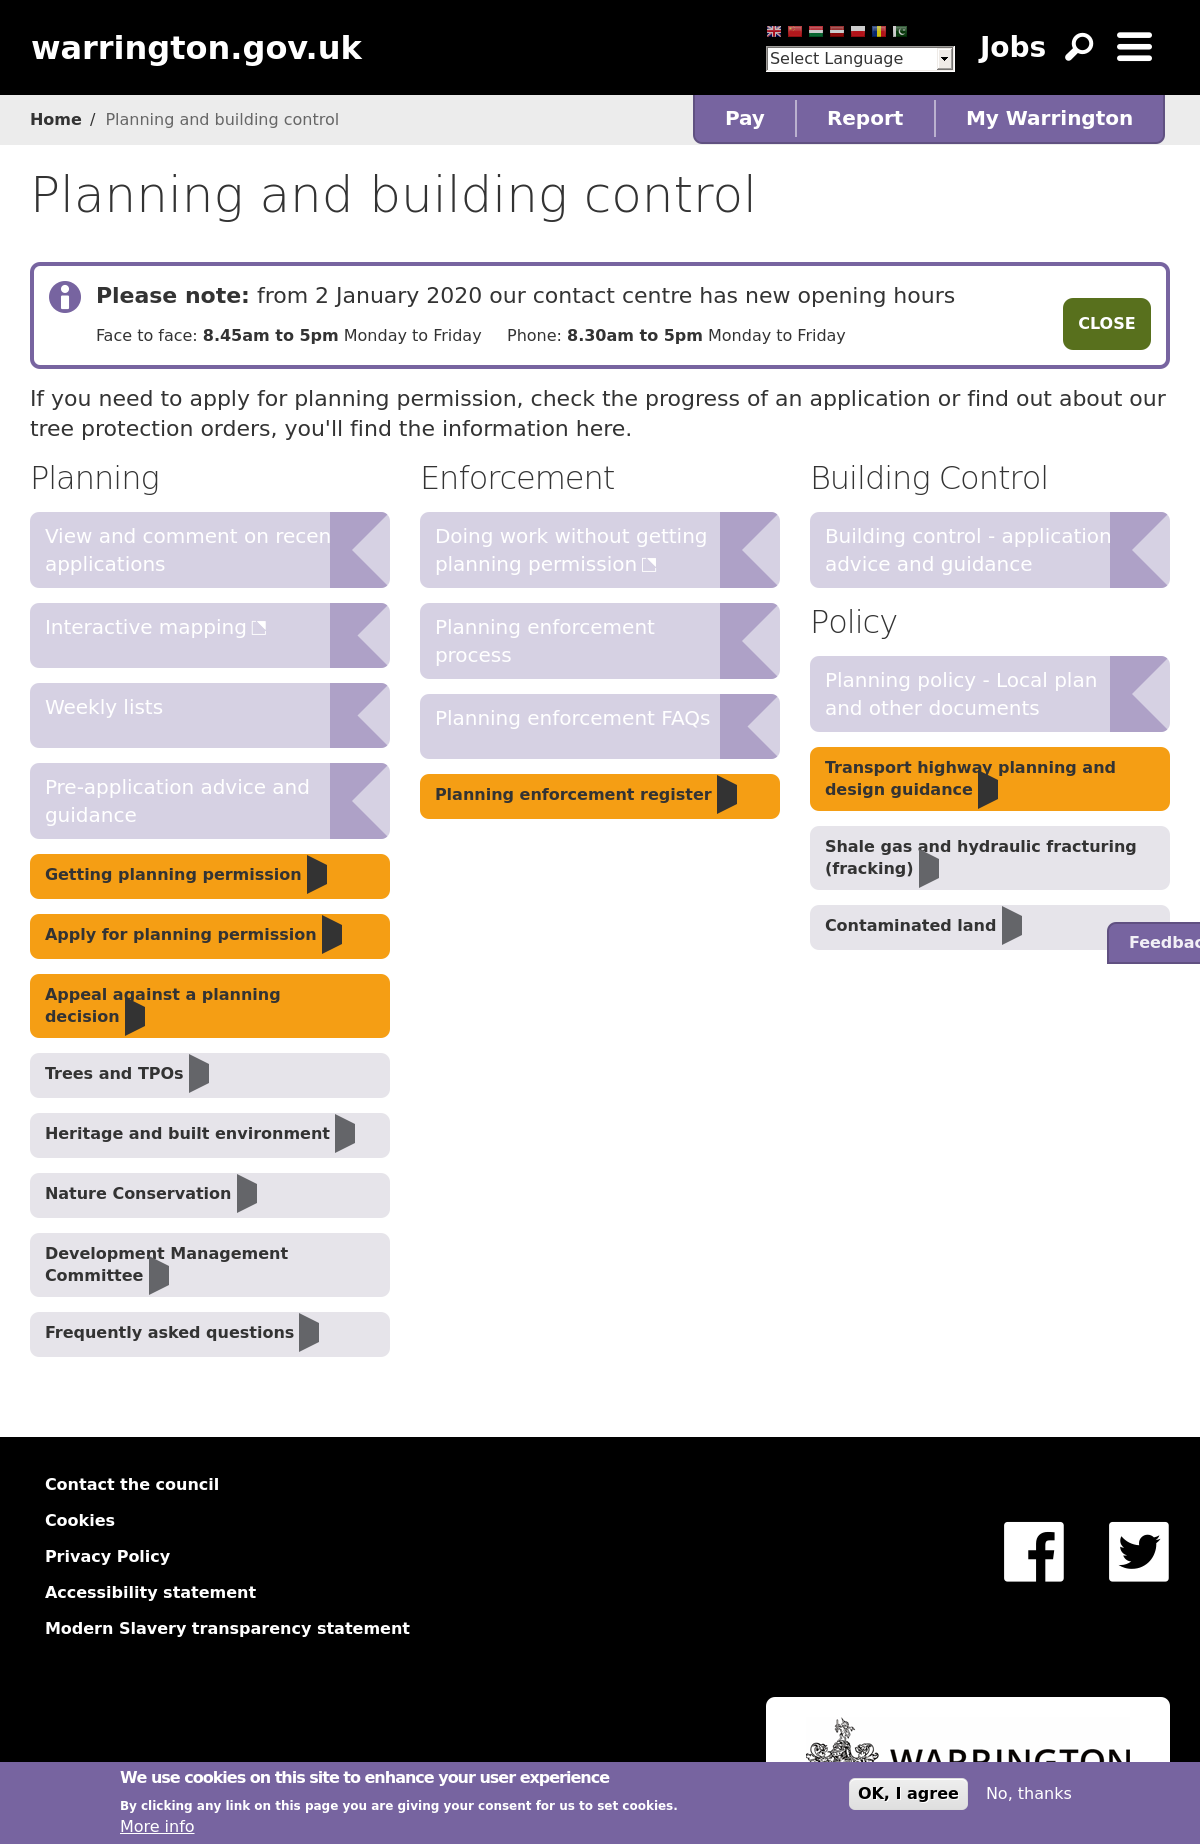 warrington.gov.uk
Select Language
Jobs
Home / Planning and building control
Pay
Report
My Warrington
Planning and building control
Please note: from 2 January 2020 our contact centre has new opening hours
Face to face: 8.45am to 5pm Monday to Friday Phone: 8.30am to 5pm Monday to Friday
CLOSE
If you need to apply for planning permission, check the progress of an application or find out about our
tree protection orders, you'll find the information here.
Planning
View and comment on recen
applications
Interactive mapping
Weekly lists
Pre-application advice and
guidance
Getting planning permission
Apply for planning permission
Appeal against a planning
decision
Trees and TPOs
Heritage and built environment
Nature Conservation
Development Management
Committee
Frequently asked questions
Enforcement
Doing work without getting
planning permission
Planning enforcement
process
Planning enforcement FAQs
Planning enforcement register
Building Control
Building control - application
advice and guidance
Policy
Planning policy - Local plan
and other documents
Transport highway planning and
design guidance
Shale gas and hydraulic fracturing
(fracking)
Contaminated land
Feedbac
Contact the council
Cookies
Privacy Policy
Accessibility statement
Modern Slavery transparency statement
WARRINGTON
We use cookies on this site to enhance your user experience
By clicking any link on this page you are giving your consent for us to set cookies.
More info
OK, I agree
No, thanks